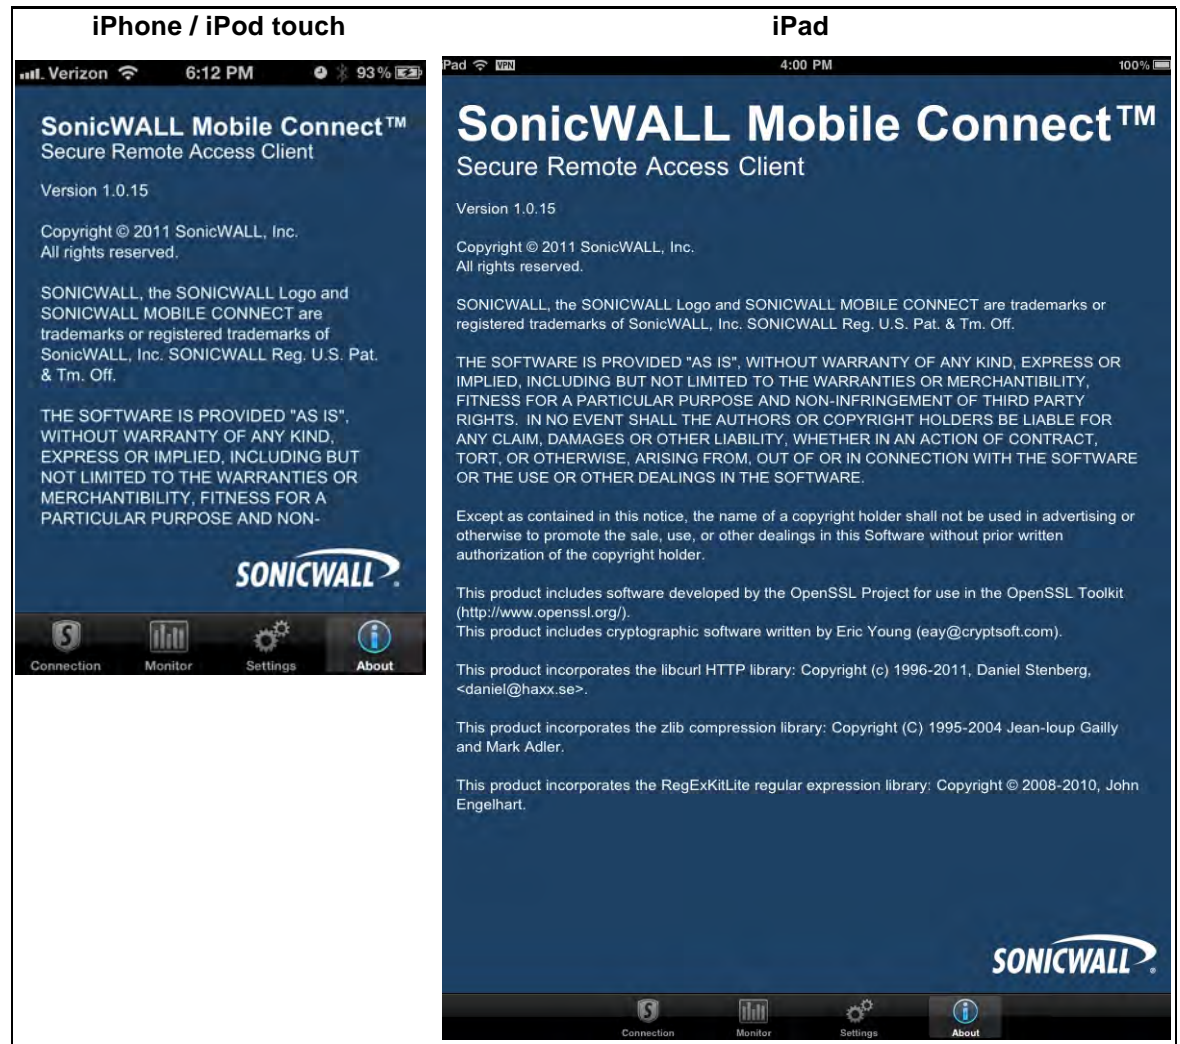 iPhone / iPod touch
iPad
Verizon 6:12 PM 93%
SonicWALL Mobile Connect™
Secure Remote Access Client
Version 1.0.15
Copyright © 2011 SonicWALL, Inc.
All rights reserved.
SONICWALL, the SONICWALL Logo and
SONICWALL MOBILE CONNECT are
trademarks or registered trademarks of
SonicWALL, Inc. SONICWALL Reg. U.S. Pat.
& Tm. Off.
THE SOFTWARE IS PROVIDED "AS IS",
WITHOUT WARRANTY OF ANY KIND,
EXPRESS OR IMPLIED, INCLUDING BUT
NOT LIMITED TO THE WARRANTIES OR
MERCHANTIBILITY, FITNESS FOR A
PARTICULAR PURPOSE AND NON-
SONICWALL
Connection Monitor Settings About
iPad VPN 4:00 PM 100%
SonicWALL Mobile Connect™
Secure Remote Access Client
Version 1.0.15
Copyright © 2011 SonicWALL, Inc.
All rights reserved.
SONICWALL, the SONICWALL Logo and SONICWALL MOBILE CONNECT are trademarks or
registered trademarks of SonicWALL, Inc. SONICWALL Reg. U.S. Pat. & Tm. Off.
THE SOFTWARE IS PROVIDED "AS IS", WITHOUT WARRANTY OF ANY KIND, EXPRESS OR
IMPLIED, INCLUDING BUT NOT LIMITED TO THE WARRANTIES OR MERCHANTIBILITY,
FITNESS FOR A PARTICULAR PURPOSE AND NON-INFRINGEMENT OF THIRD PARTY
RIGHTS. IN NO EVENT SHALL THE AUTHORS OR COPYRIGHT HOLDERS BE LIABLE FOR
ANY CLAIM, DAMAGES OR OTHER LIABILITY, WHETHER IN AN ACTION OF CONTRACT,
TORT, OR OTHERWISE, ARISING FROM, OUT OF OR IN CONNECTION WITH THE SOFTWARE
OR THE USE OR OTHER DEALINGS IN THE SOFTWARE.
Except as contained in this notice, the name of a copyright holder shall not be used in advertising or
otherwise to promote the sale, use, or other dealings in this Software without prior written
authorization of the copyright holder.
This product includes software developed by the OpenSSL Project for use in the OpenSSL Toolkit
(http://www.openssl.org/).
This product includes cryptographic software written by Eric Young (eay@cryptsoft.com).
This product incorporates the libcurl HTTP library: Copyright (c) 1996-2011, Daniel Stenberg,
<daniel@haxx.se>.
This product incorporates the zlib compression library: Copyright (C) 1995-2004 Jean-loup Gailly
and Mark Adler.
This product incorporates the RegExKitLite regular expression library: Copyright © 2008-2010, John
Engelhart.
SONICWALL
Connection Monitor Settings About